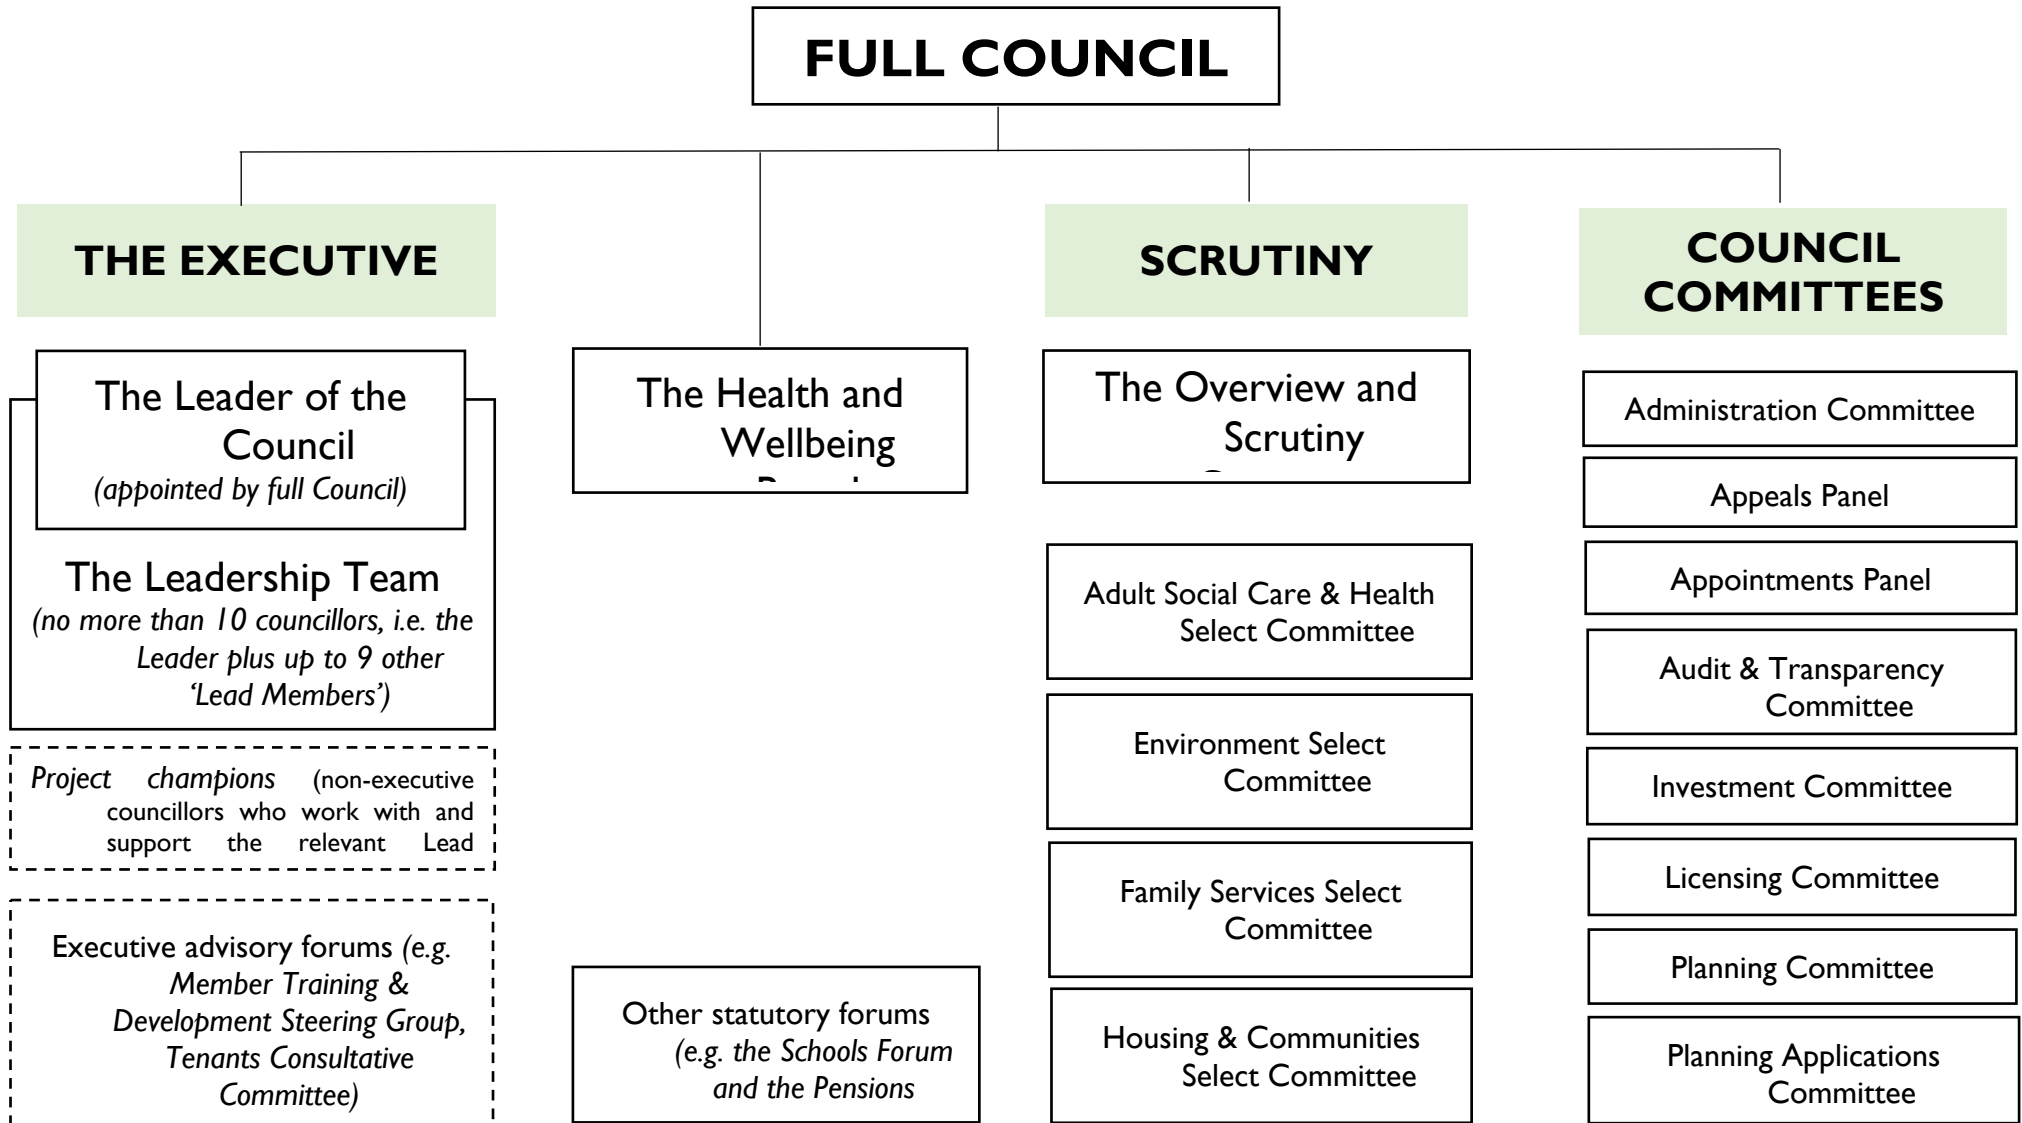 FULL COUNCIL
THE EXECUTIVE
The Leader of the
Council
(appointed by full Council)
The Leadership Team
(no more than 10 councillors, i.e. the
Leader plus up to 9 other
‘Lead Members’)
Project champions (non-executive
councillors who work with and
support the relevant Lead
Executive advisory forums (e.g.
Member Training &
Development Steering Group,
Tenants Consultative
Committee)
The Health and
Wellbeing
Other statutory forums
(e.g. the Schools Forum
and the Pensions
SCRUTINY
The Overview and
Scrutiny
Adult Social Care & Health
Select Committee
Environment Select
Committee
Family Services Select
Committee
Housing & Communities
Select Committee
COUNCIL
COMMITTEES
Administration Committee
Appeals Panel
Appointments Panel
Audit & Transparency
Committee
Investment Committee
Licensing Committee
Planning Committee
Planning Applications
Committee